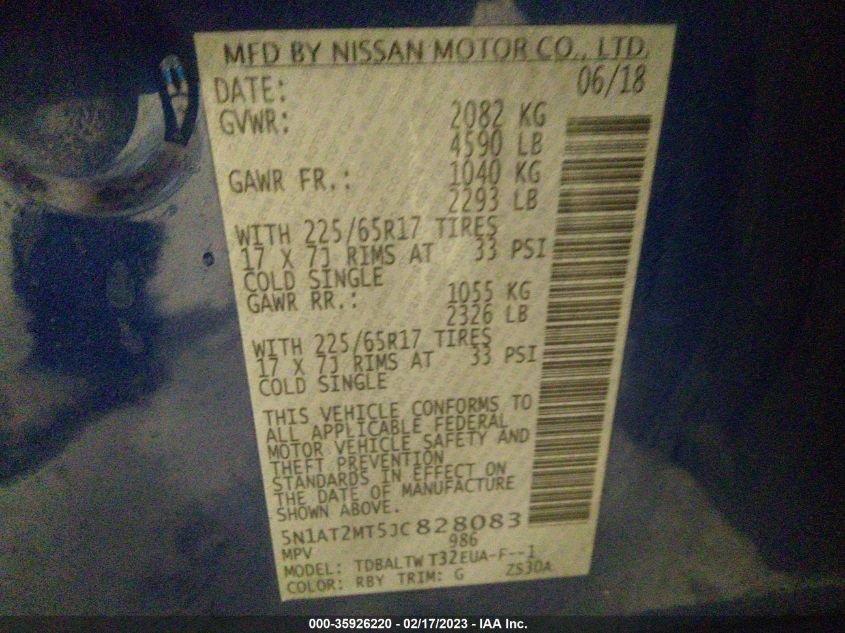 MFD BY NISSAN MOTOR CO., LTD.
DATE: 06/18
GVWR: 2082 KG
4590 LB
GAWR FR.: 1040 KG
2293 LB
WITH 225/65R17 TIRES
17 X 7J RIMS AT 33 PSI
COLD SINGLE
GAWR RR.: 1055 KG
2326 LB
WITH 225/65R17 TIRES
17 X 7J RIMS AT 33 PSI
COLD SINGLE
THIS VEHICLE CONFORMS TO
ALL APPLICABLE FEDERAL
MOTOR VEHICLE SAFETY AND
THEFT PREVENTION
STANDARDS IN EFFECT ON
THE DATE OF MANUFACTURE
SHOWN ABOVE.
5N1AT2MT5JC828083
MPV 986
MODEL: TDBALTW T32EUA-F--1
COLOR: RBY TRIM: G ZS30A
000-35926220 - 02/17/2023 - IAA Inc.